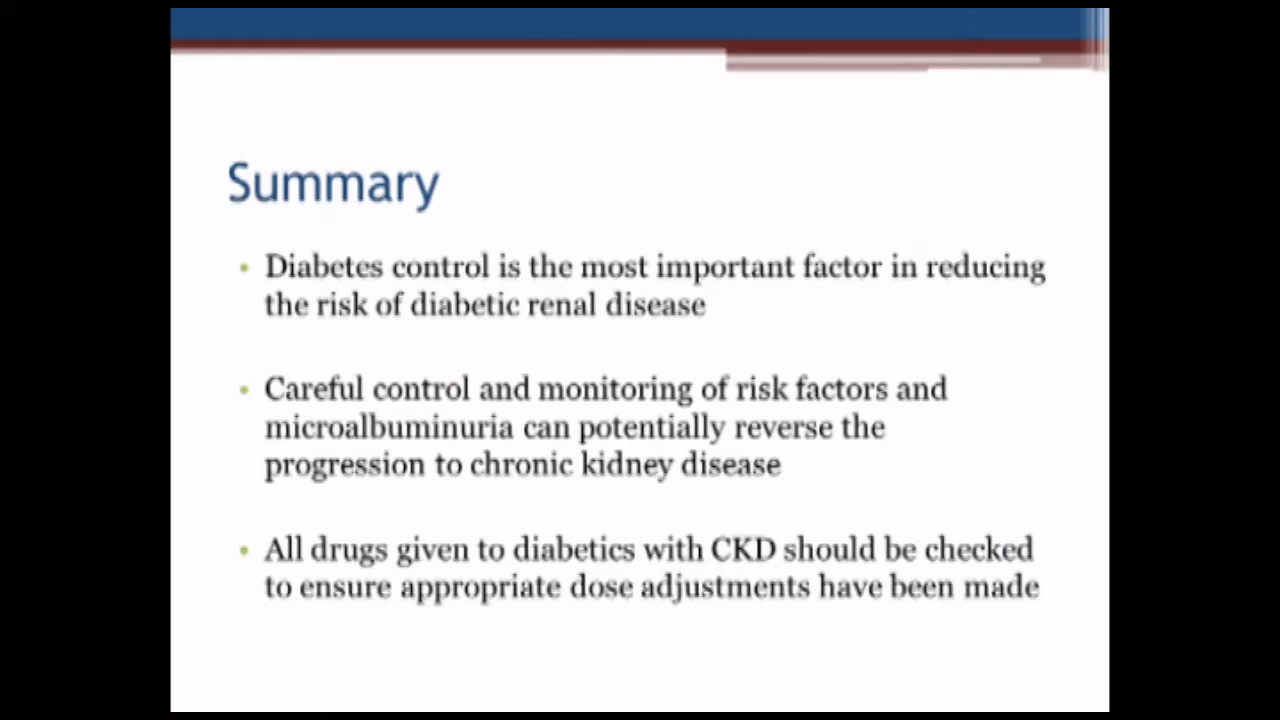 Summary
• Diabetes control is the most important factor in reducing
the risk of diabetic renal disease
• Careful control and monitoring of risk factors and
microalbuminuria can potentially reverse the
progression to chronic kidney disease
• All drugs given to diabetics with CKD should be checked
to ensure appropriate dose adjustments have been made